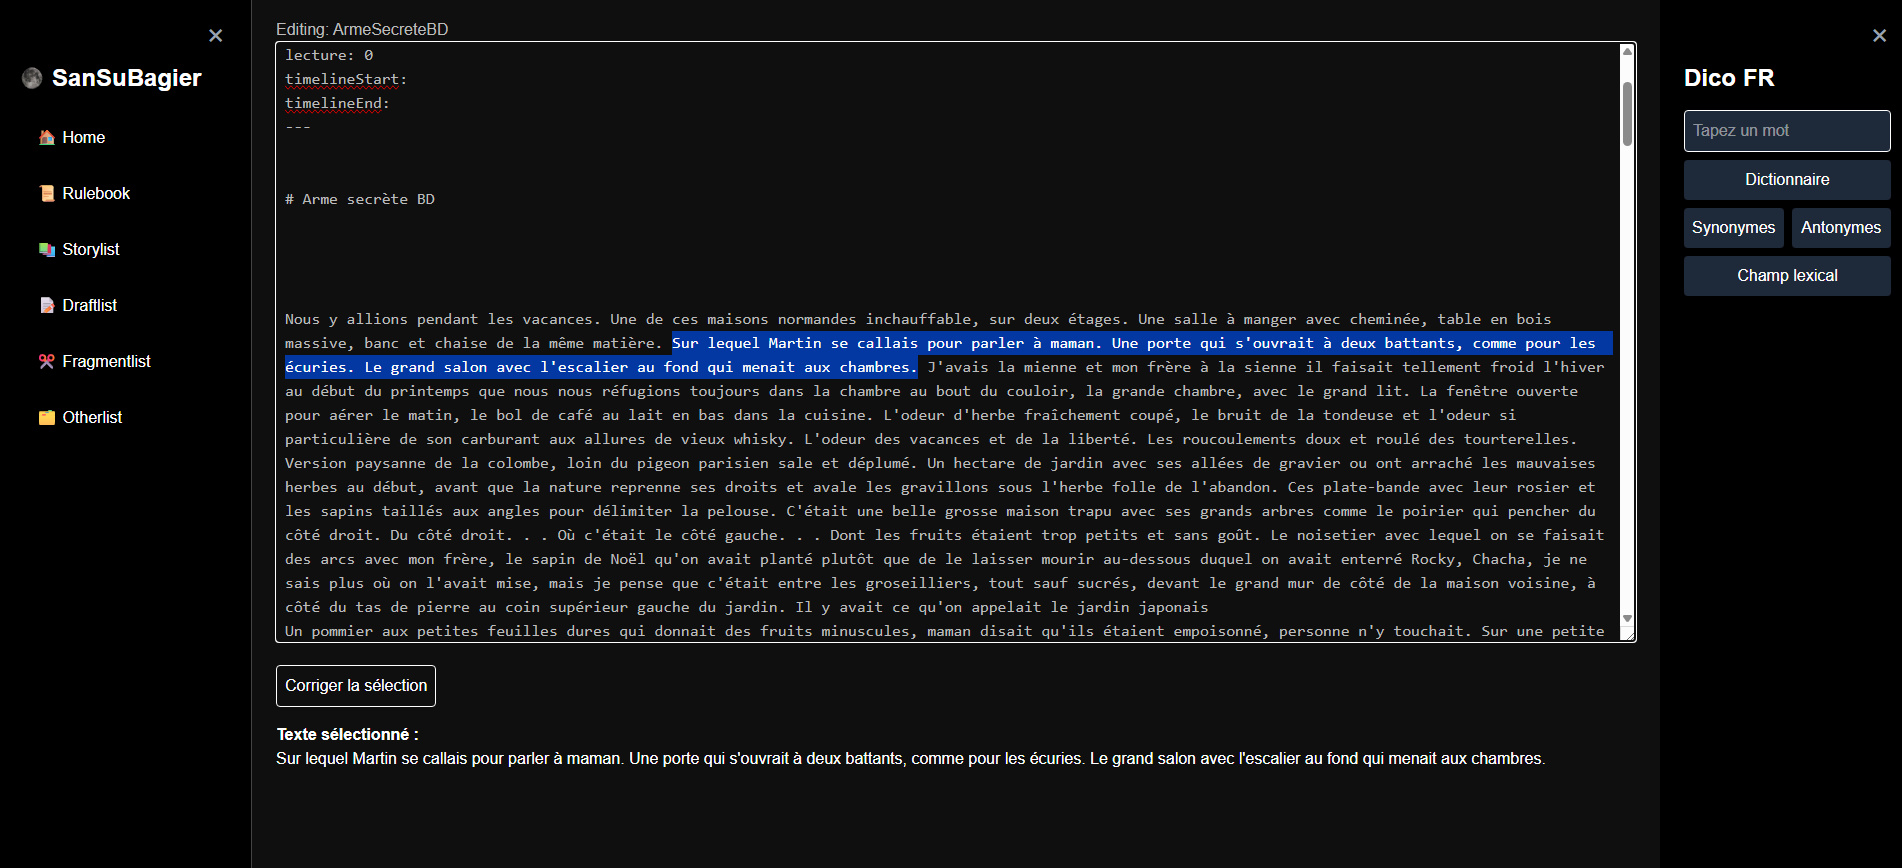 SanSuBagier
Home
Rulebook
Storylist
Draftlist
Fragmentlist
Otherlist
Editing: ArmeSecreteBD
lecture: 0
timelineStart:
timelineEnd:
---
# Arme secrète BD
Nous y allions pendant les vacances. Une de ces maisons normandes inchauffable, sur deux étages. Une salle à manger avec cheminée, table en bois
massive, banc et chaise de la même matière. Sur lequel Martin se callais pour parler à maman. Une porte qui s'ouvrait à deux battants, comme pour les
écuries. Le grand salon avec l'escalier au fond qui menait aux chambres. J'avais la mienne et mon frère à la sienne il faisait tellement froid l'hiver
au début du printemps que nous nous réfugions toujours dans la chambre au bout du couloir, la grande chambre, avec le grand lit. La fenêtre ouverte
pour aérer le matin, le bol de café au lait en bas dans la cuisine. L'odeur d'herbe fraîchement coupé, le bruit de la tondeuse et l'odeur si
particulière de son carburant aux allures de vieux whisky. L'odeur des vacances et de la liberté. Les roucoulements doux et roulé des tourterelles.
Version paysanne de la colombe, loin du pigeon parisien sale et déplumé. Un hectare de jardin avec ses allées de gravier ou ont arraché les mauvaises
herbes au début, avant que la nature reprenne ses droits et avale les gravillons sous l'herbe folle de l'abandon. Ces plate-bande avec leur rosier et
les sapins taillés aux angles pour délimiter la pelouse. C'était une belle grosse maison trapu avec ses grands arbres comme le poirier qui pencher du
côté droit. Du côté droit. . . Où c'était le côté gauche. . . Dont les fruits étaient trop petits et sans goût. Le noisetier avec lequel on se faisait
des arcs avec mon frère, le sapin de Noël qu'on avait planté plutôt que de le laisser mourir au-dessous duquel on avait enterré Rocky, Chacha, je ne
sais plus où on l'avait mise, mais je pense que c'était entre les groseilliers, tout sauf sucrés, devant le grand mur de côté de la maison voisine, à
côté du tas de pierre au coin supérieur gauche du jardin. Il y avait ce qu'on appelait le jardin japonais
Un pommier aux petites feuilles dures qui donnait des fruits minuscules, maman disait qu'ils étaient empoisonné, personne n'y touchait. Sur une petite
Corriger la sélection
Texte sélectionné :
Sur lequel Martin se callais pour parler à maman. Une porte qui s'ouvrait à deux battants, comme pour les écuries. Le grand salon avec l'escalier au fond qui menait aux chambres.
Dico FR
Tapez un mot
Dictionnaire
Synonymes
Antonymes
Champ lexical